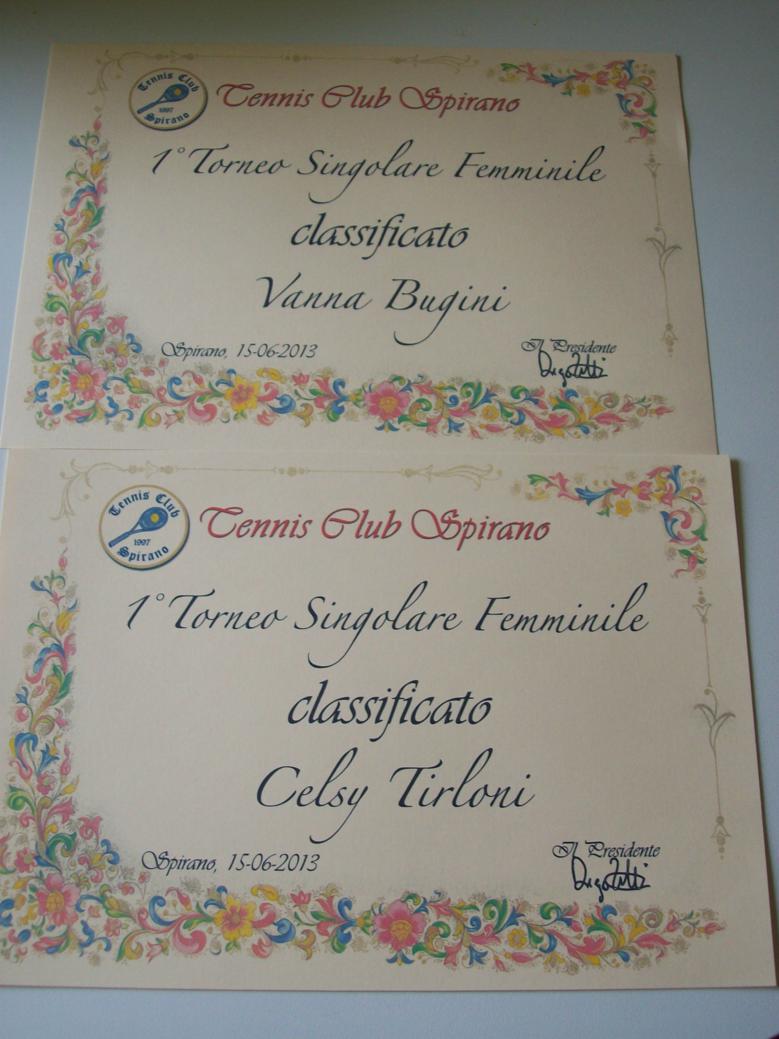 Tennis Club
1997
Spirano
Tennis Club Spirano
1° Torneo Singolare Femminile
classificato
Vanna Bugini
Spirano, 15-06-2013
Il Presidente
Tennis Club
1997
Spirano
Tennis Club Spirano
1° Torneo Singolare Femminile
classificato
Celsy Tirloni
Spirano, 15-06-2013
Il Presidente